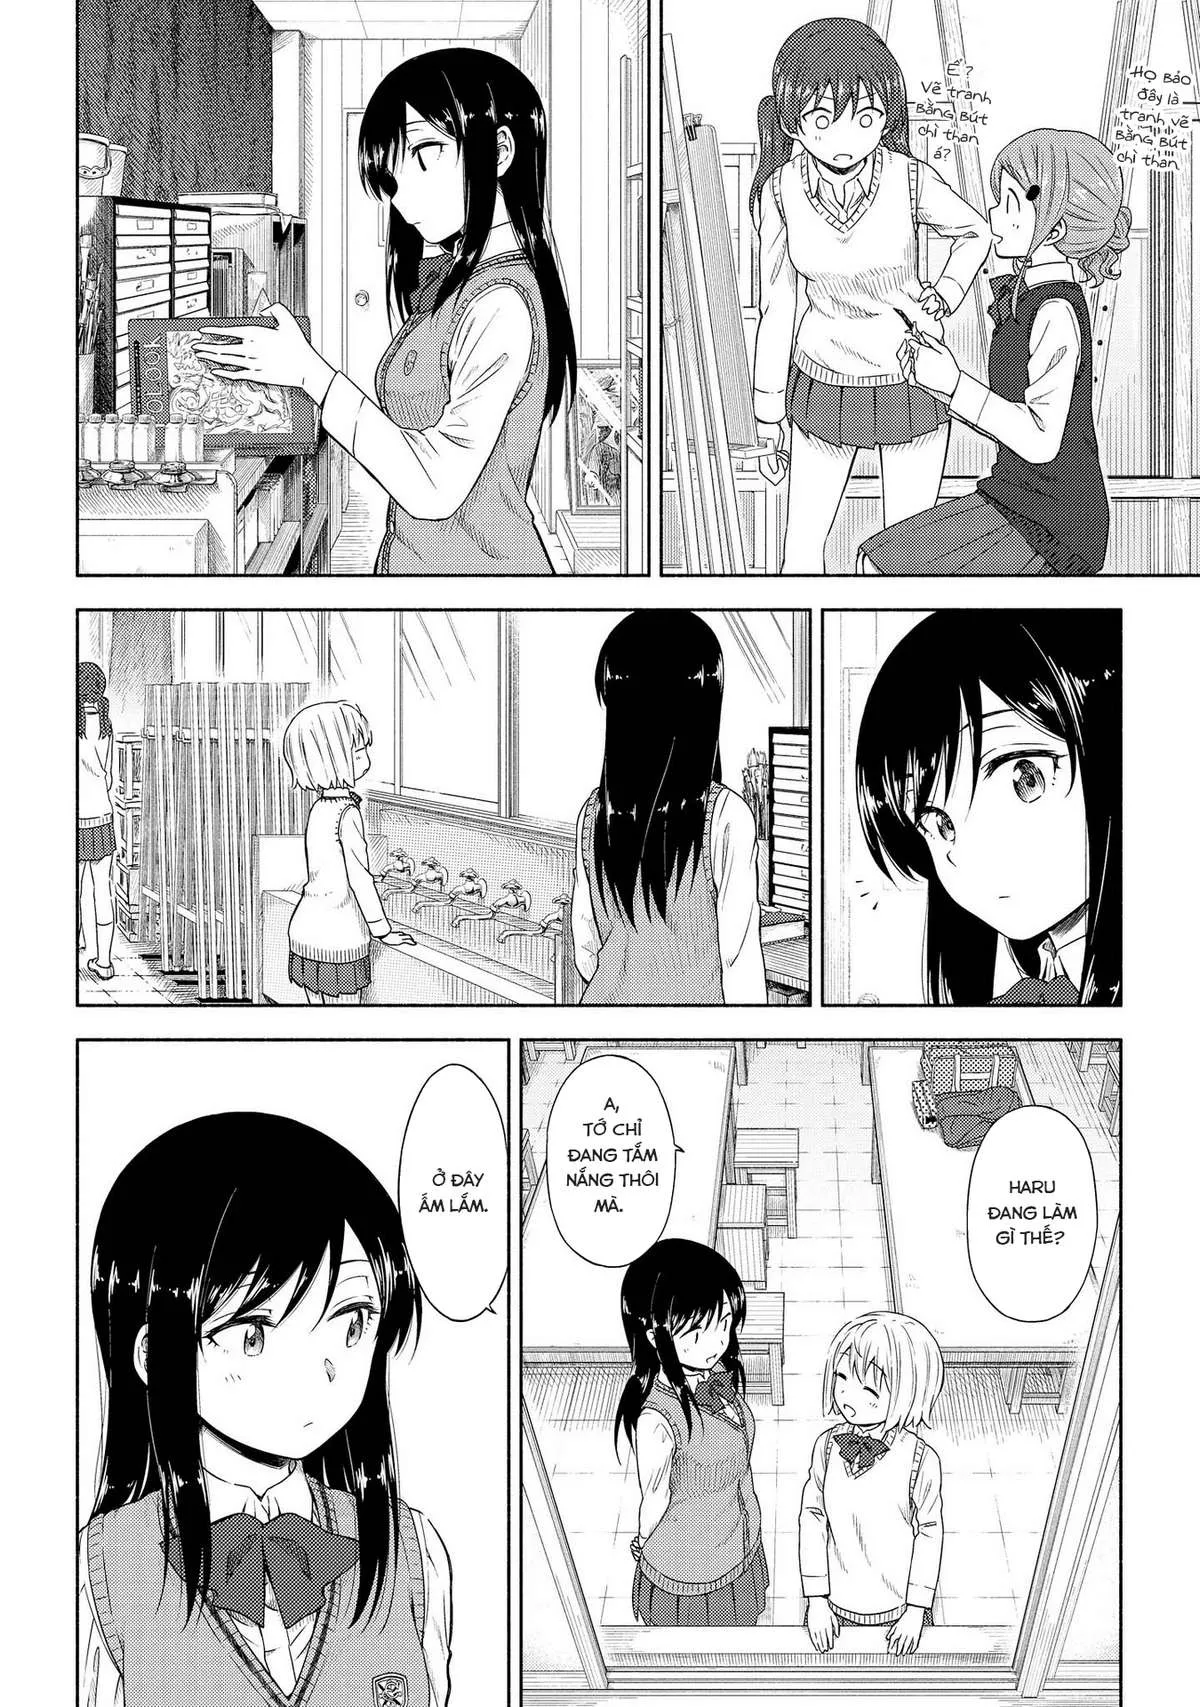 HỌ BẢO
ĐÂY LÀ
TRANH VẼ
BẰNG BÚT
CHÌ THAN
Ể?
VẼ TRANH
BẰNG BÚT
CHÌ THAN
Á?
HARU
ĐANG LÀM
GÌ THẾ?
A,
TỚ CHỈ
ĐANG TẮM
NẮNG THÔI
MÀ.
Ở ĐÂY
ẤM LẮM.